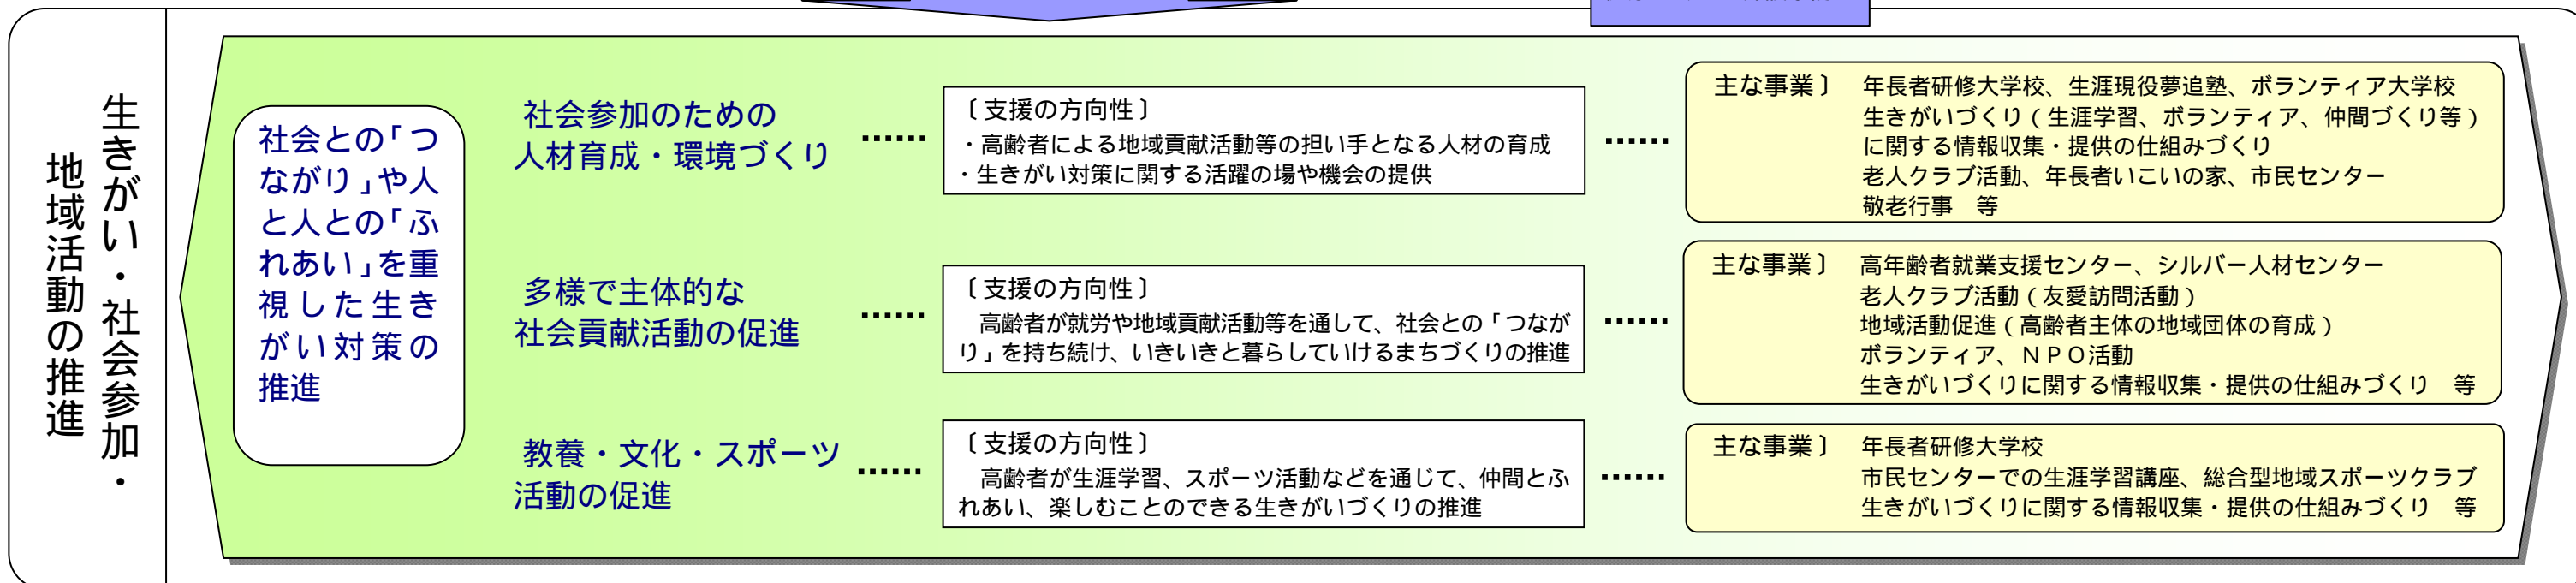 生きがい・社会参加・
地域活動の推進
社会との「つ
ながり」や人
と人との「ふ
れあい」を重
視した生き
がい対策の
推進
社会参加のための
人材育成・環境づくり
〔支援の方向性〕
・高齢者による地域貢献活動等の担い手となる人材の育成
・生きがい対策に関する活躍の場や機会の提供
主な事業〕 年長者研修大学校、生涯現役夢追塾、ボランティア大学校
生きがいづくり(生涯学習、ボランティア、仲間づくり等)
に関する情報収集・提供の仕組みづくり
老人クラブ活動、年長者いこいの家、市民センター
敬老行事 等
多様で主体的な
社会貢献活動の促進
〔支援の方向性〕
高齢者が就労や地域貢献活動等を通して、社会との「つなが
り」を持ち続け、いきいきと暮らしていけるまちづくりの推進
主な事業〕 高年齢者就業支援センター、シルバー人材センター
老人クラブ活動(友愛訪問活動)
地域活動促進(高齢者主体の地域団体の育成)
ボランティア、NPO活動
生きがいづくりに関する情報収集・提供の仕組みづくり 等
教養・文化・スポーツ
活動の促進
〔支援の方向性〕
高齢者が生涯学習、スポーツ活動などを通じて、仲間とふ
れあい、楽しむことのできる生きがいづくりの推進
主な事業〕 年長者研修大学校
市民センターでの生涯学習講座、総合型地域スポーツクラブ
生きがいづくりに関する情報収集・提供の仕組みづくり 等